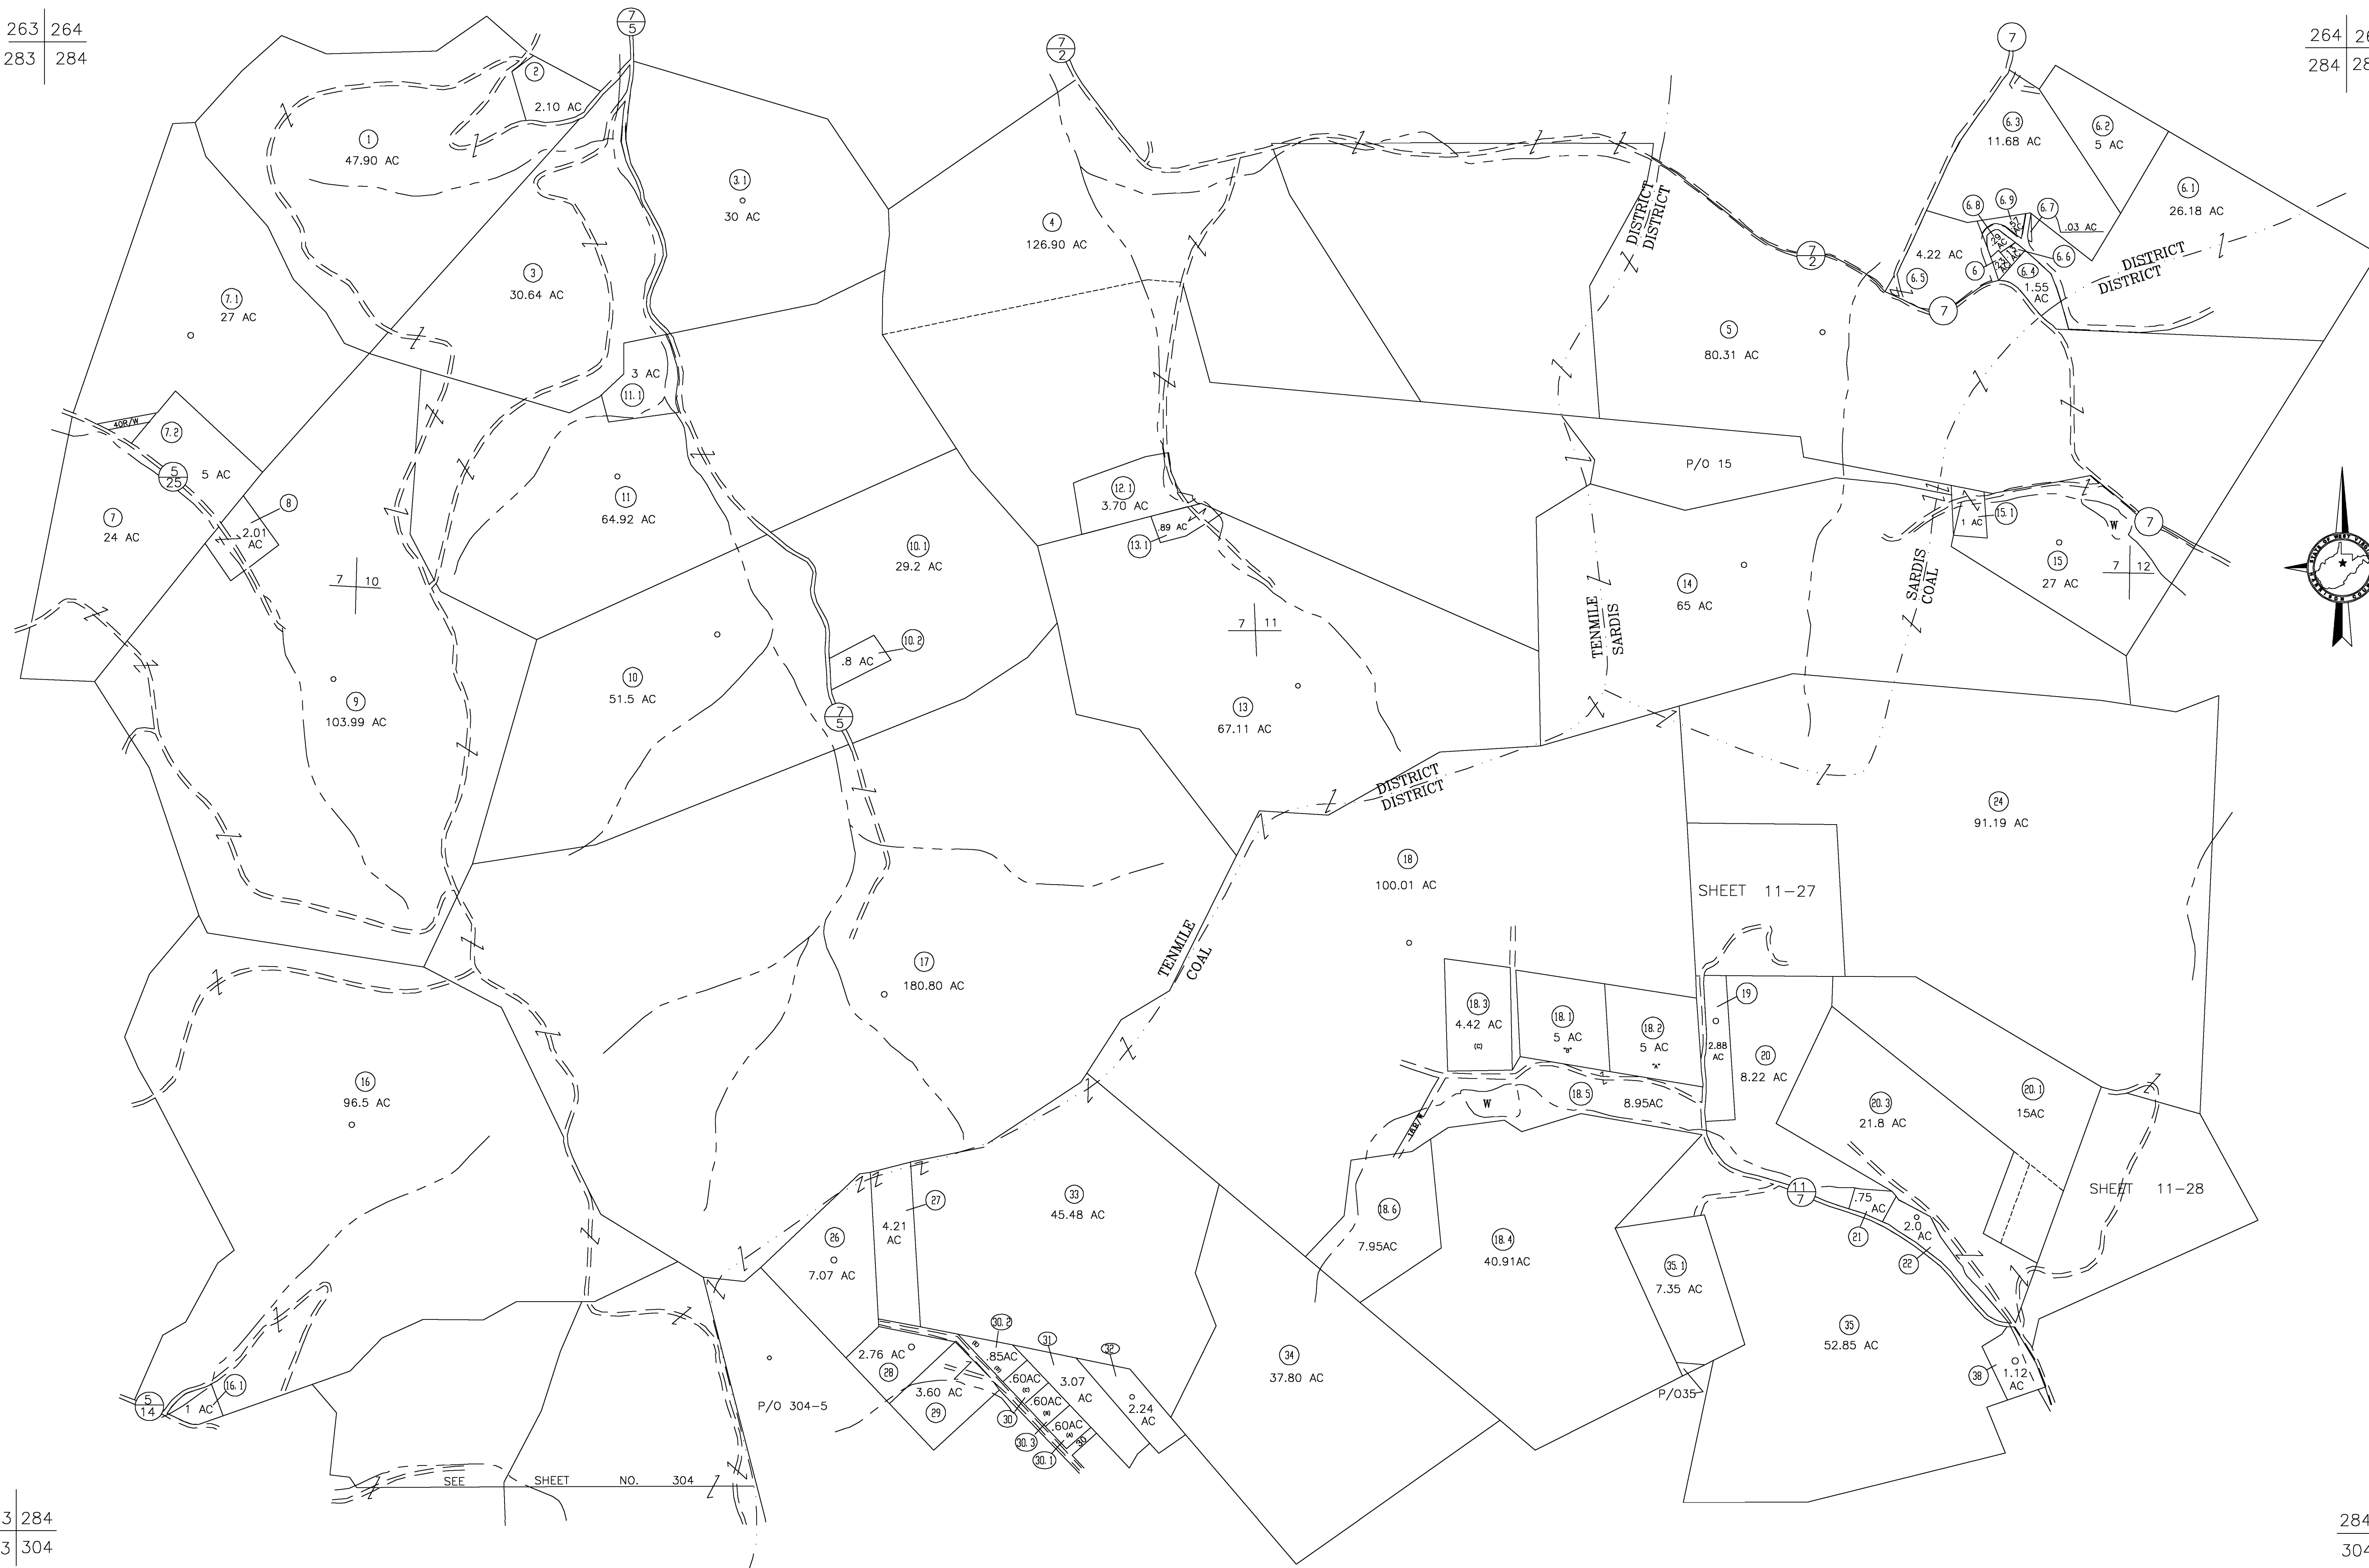 263 264
283 284
7
5
7
2
7
264
284
2
2.10 AC
1
47.90 AC
3.1
30 AC
4
126.90 AC
DISTRICT
DISTRICT
6.3
11.68 AC
6.2
5 AC
6.1
26.18 AC
6.8
6.9
6.7
.03 AC
4.22 AC
6
6.6
6.4
1.55
AC
6.5
7
7
2
DISTRICT
DISTRICT
3
30.64 AC
7.1
27 AC
5
80.31 AC
3 AC
11.1
40R/W
7.2
5 AC
5
25
P/O 15
8
2.01
AC
7
24 AC
11
64.92 AC
12.1
3.70 AC
.89 AC
13.1
1 AC
15.1
W
7
15
27 AC
7 12
10.1
29.2 AC
7 10
14
65 AC
SARDIS
COAL
TENMILE
SARDIS
7 11
STATE OF WEST
10.2
.8 AC
10
51.5 AC
9
103.99 AC
7
5
13
67.11 AC
DISTRICT
DISTRICT
24
91.19 AC
18
100.01 AC
SHEET 11-27
TENMILE
COAL
17
180.80 AC
18.3
4.42 AC
(C)
18.1
5 AC
"B"
18.2
5 AC
"A"
19
2.88
AC
20
8.22 AC
16
96.5 AC
18.5
8.95AC
W
20.3
21.8 AC
20.1
15AC
SHEET 11-28
11
7
.75
AC
21
2.0
AC
22
27
4.21
AC
26
7.07 AC
33
45.48 AC
18.6
7.95AC
18.4
40.91AC
35.1
7.35 AC
35
52.85 AC
30.2
.85AC
31
32
2.76 AC
28
.60AC
(C)
3.07
AC
34
37.80 AC
38
1.12
AC
3.60 AC
29
30
.60AC
(B)
2.24
AC
P/035
16.1
1 AC
5
14
P/O 304-5
30.3
.60AC
(A)
30
30.1
SEE SHEET NO. 304
3 284
3 304
284
304